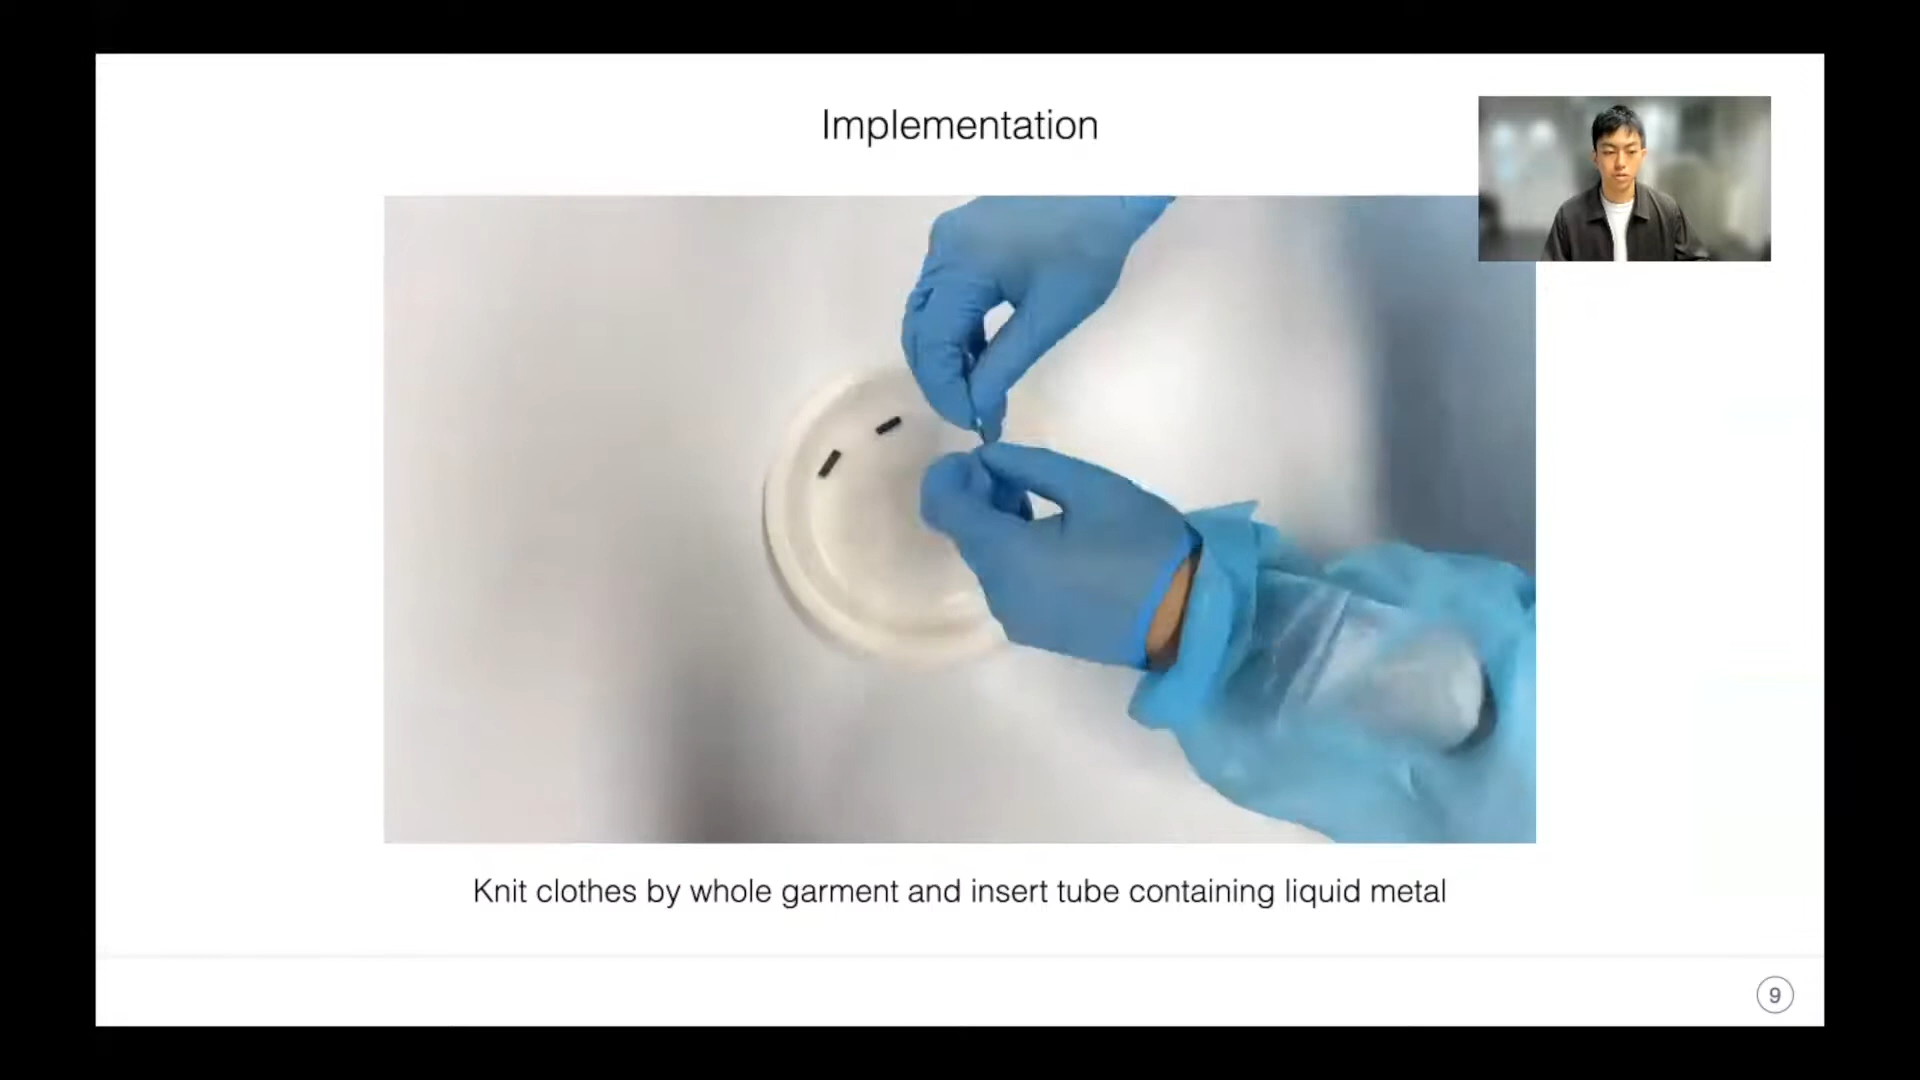 Implementation
Knit clothes by whole garment and insert tube containing liquid metal
9